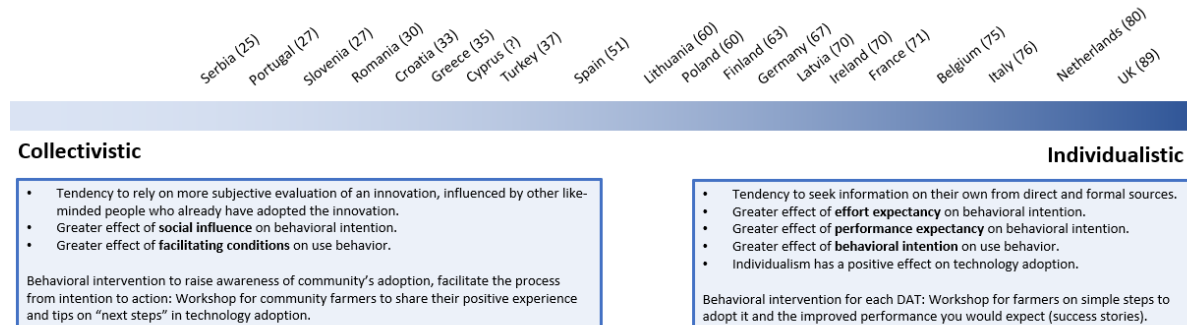 Serbia (25)
Portugal (27)
Slovenia (27)
Romania (30)
Croatia (33)
Greece (35)
Cyprus (?)
Turkey (37)
Spain (51)
Lithuania (60)
Poland (60)
Finland (63)
Germany (67)
Latvia (70)
Ireland (70)
France (71)
Belgium (75)
Italy (76)
Netherlands (80)
UK (89)
Collectivistic
• Tendency to rely on more subjective evaluation of an innovation, influenced by other like-
minded people who already have adopted the innovation.
• Greater effect of social influence on behavioral intention.
• Greater effect of facilitating conditions on use behavior.
Behavioral intervention to raise awareness of community's adoption, facilitate the process
from intention to action: Workshop for community farmers to share their positive experience
and tips on “next steps” in technology adoption.
Individualistic
• Tendency to seek information on their own from direct and formal sources.
• Greater effect of effort expectancy on behavioral intention.
• Greater effect of performance expectancy on behavioral intention.
• Greater effect of behavioral intention on use behavior.
• Individualism has a positive effect on technology adoption.
Behavioral intervention for each DAT: Workshop for farmers on simple steps to
adopt it and the improved performance you would expect (success stories).